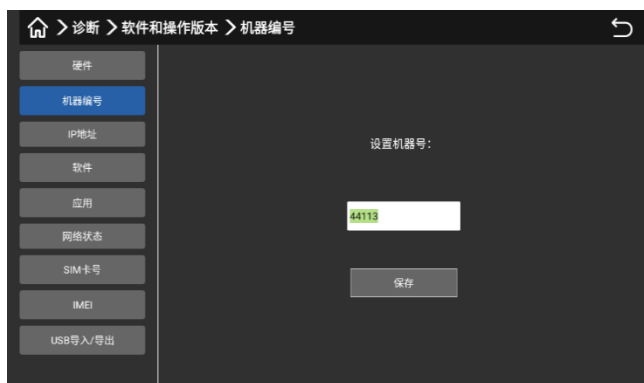 诊断 > 软件和操作版本 > 机器编号
硬件
机器编号
IP地址
软件
应用
网络状态
SIM卡号
IMEI
USB导入/导出
设置机器号:
44113
保存